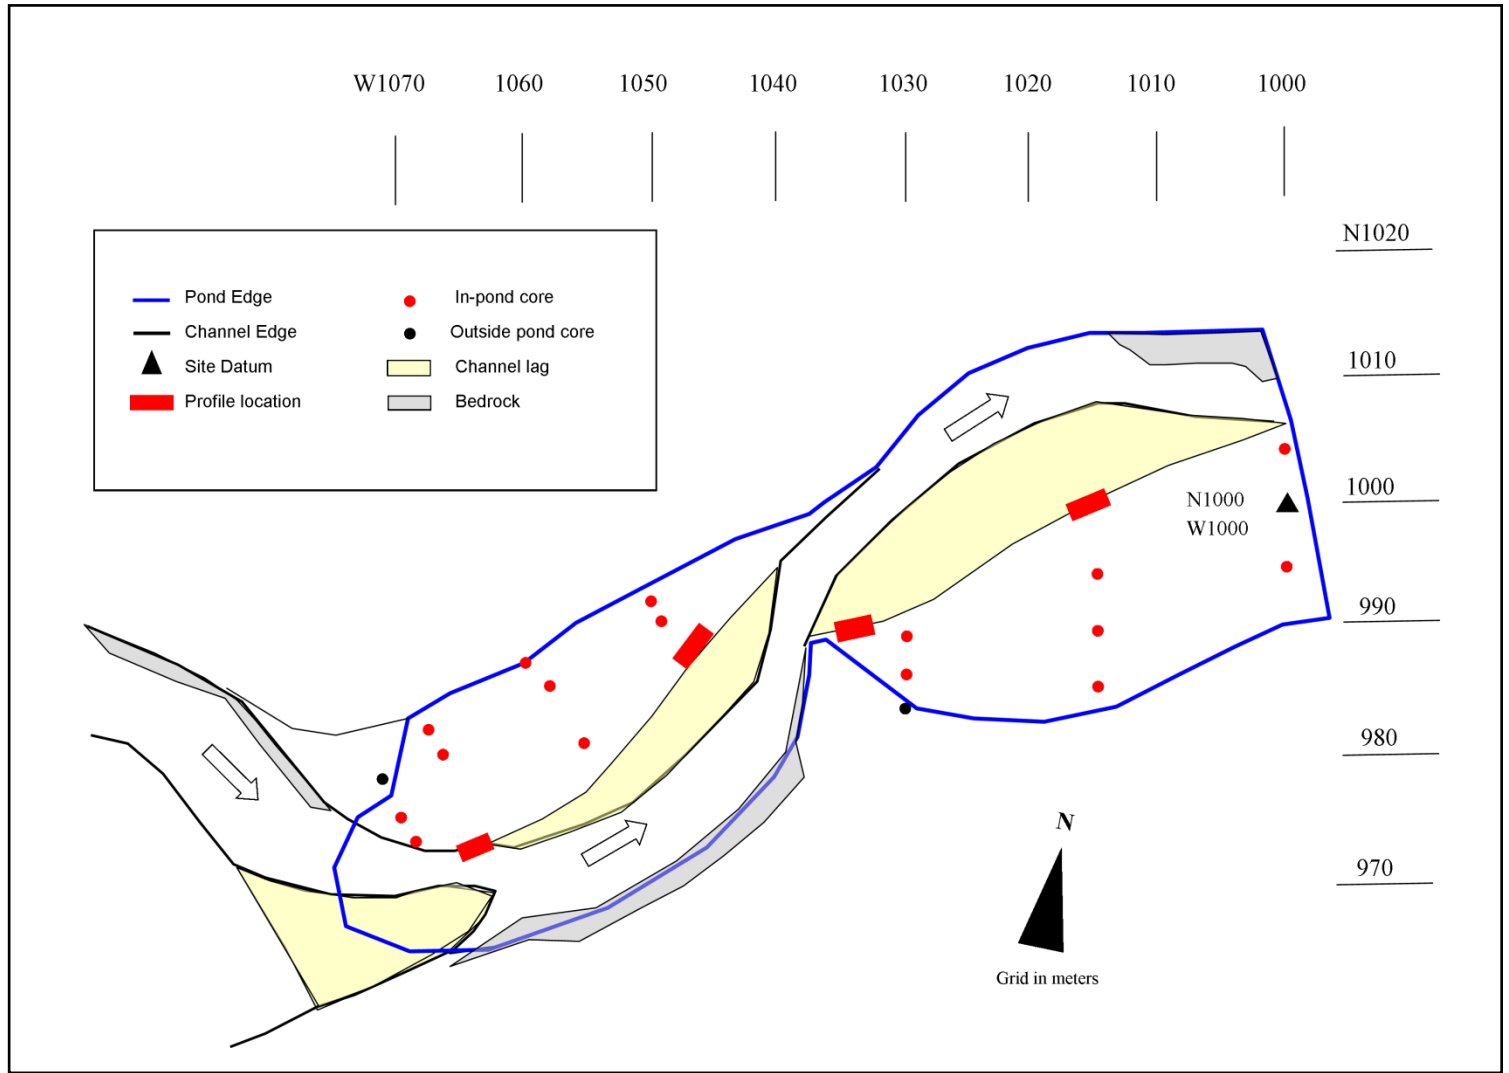 W1070 1060 1050 1040 1030 1020 1010 1000
N1020
Pond Edge
In-pond core
Channel Edge
Outside pond core
Site Datum
Channel lag
1010
Profile location
Bedrock
1000
N1000
W1000
990
980
N
970
Grid in meters